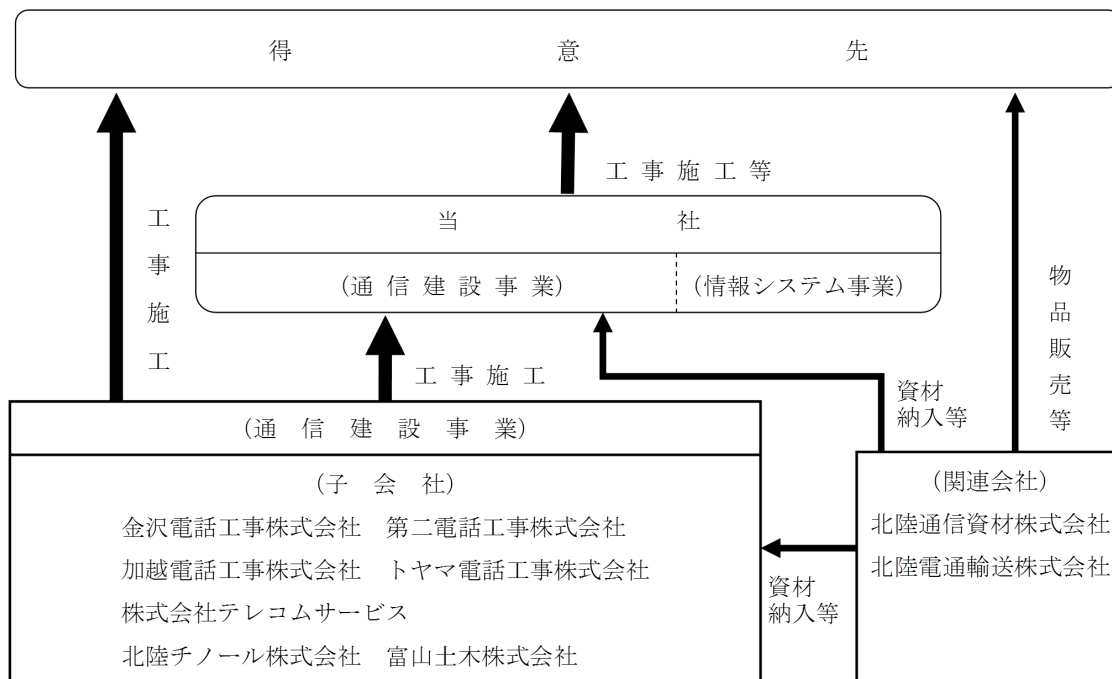 得意先
工事施工等
工事施工
当社
(通信建設事業)
(情報システム事業)
物品販売等
工事施工
資材
納入等
(通信建設事業)
(子会社)
金沢電話工事株式会社　第二電話工事株式会社
加越電話工事株式会社　トヤマ電話工事株式会社
株式会社テレコムサービス
北陸チノール株式会社　富山土木株式会社
(関連会社)
北陸通信資材株式会社
北陸電通輸送株式会社
資材
納入等